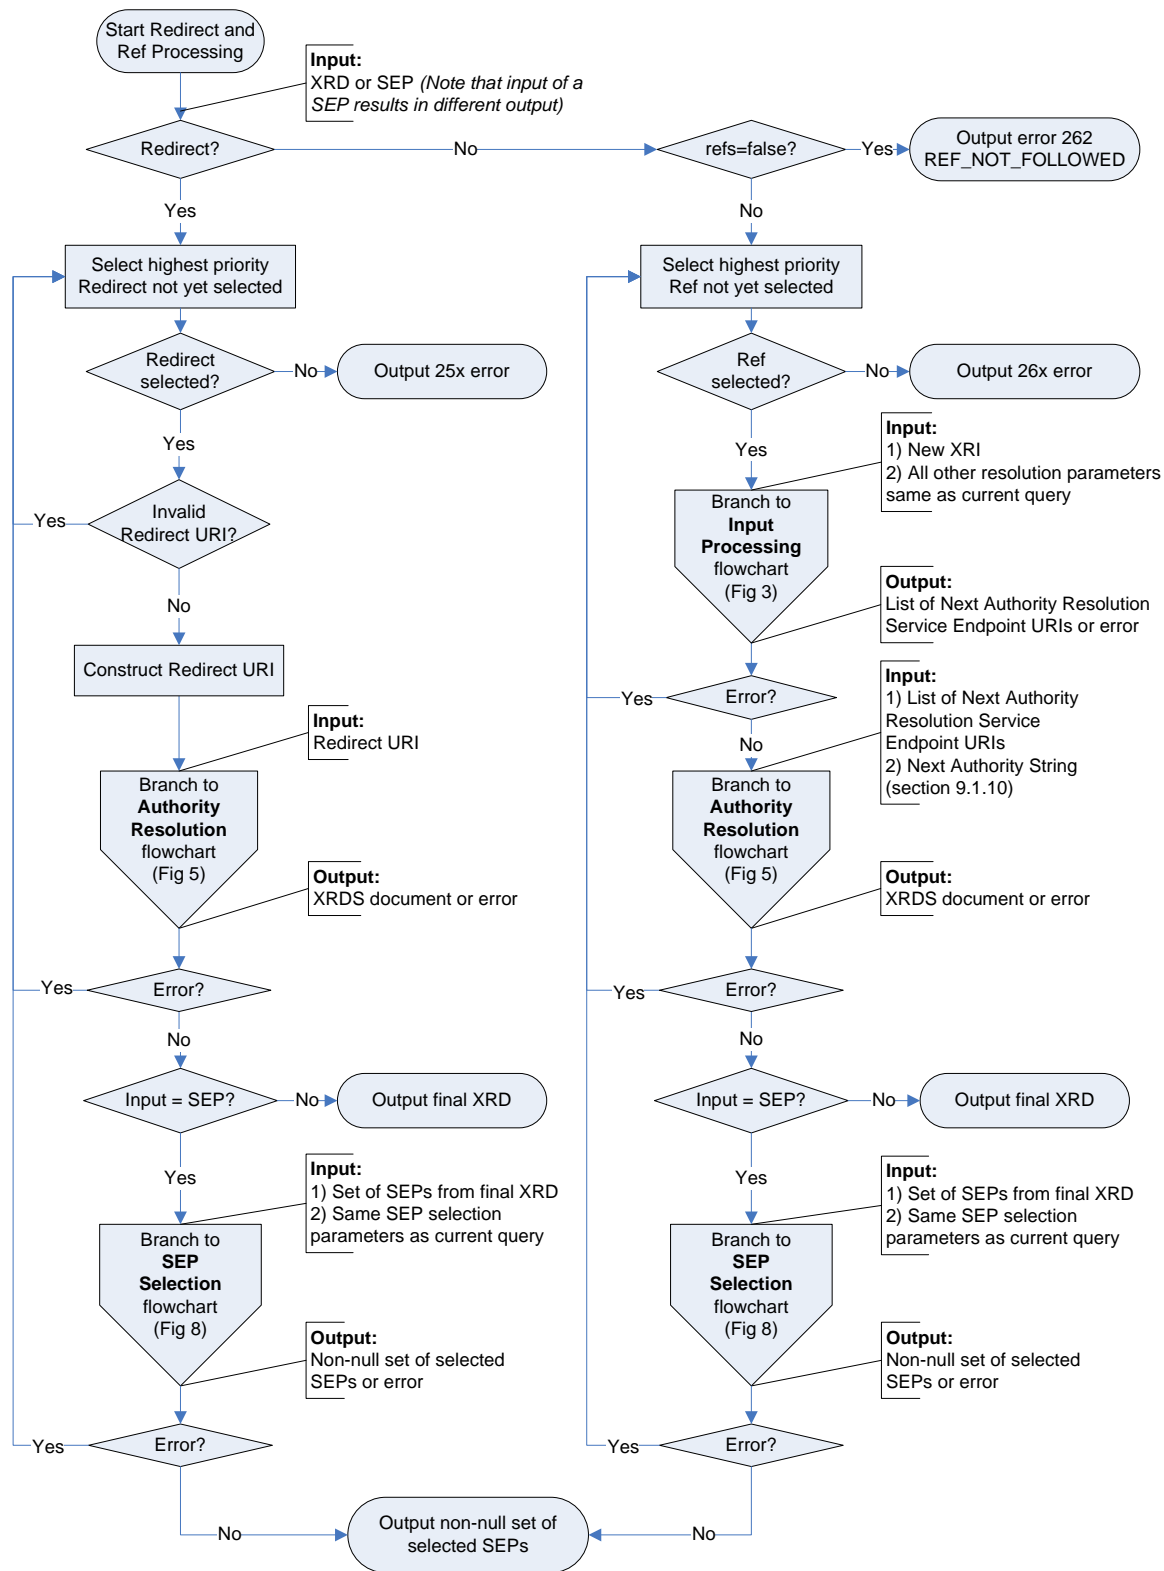 Start Redirect and
Ref Processing
Input:
XRD or SEP (Note that input of a
SEP results in different output)
Redirect?
No
refs=false?
Yes
Output error 262
REF_NOT_FOLLOWED
Yes
No
Select highest priority
Redirect not yet selected
Select highest priority
Ref not yet selected
Redirect
selected?
No
Output 25x error
Ref
selected?
No
Output 26x error
Yes
Yes
Input:
1) New XRI
2) All other resolution parameters
same as current query
Invalid
Redirect URI?
Yes
Branch to
Input
Processing
flowchart
(Fig 3)
No
Output:
List of Next Authority Resolution
Service Endpoint URIs or error
Construct Redirect URI
Error?
Yes
Input:
1) List of Next Authority
Resolution Service
Endpoint URIs
2) Next Authority String
(section 9.1.10)
Input:
Redirect URI
No
Branch to
Authority
Resolution
flowchart
(Fig 5)
Branch to
Authority
Resolution
flowchart
(Fig 5)
Output:
XRDS document or error
Output:
XRDS document or error
Yes
Error?
Yes
Error?
No
No
Input = SEP?
No
Output final XRD
Input = SEP?
No
Output final XRD
Yes
Yes
Input:
1) Set of SEPs from final XRD
2) Same SEP selection
parameters as current query
Input:
1) Set of SEPs from final XRD
2) Same SEP selection
parameters as current query
Branch to
SEP
Selection
flowchart
(Fig 8)
Branch to
SEP
Selection
flowchart
(Fig 8)
Output:
Non-null set of selected
SEPs or error
Output:
Non-null set of selected
SEPs or error
Yes
Error?
Yes
Error?
No
Output non-null set of
selected SEPs
No